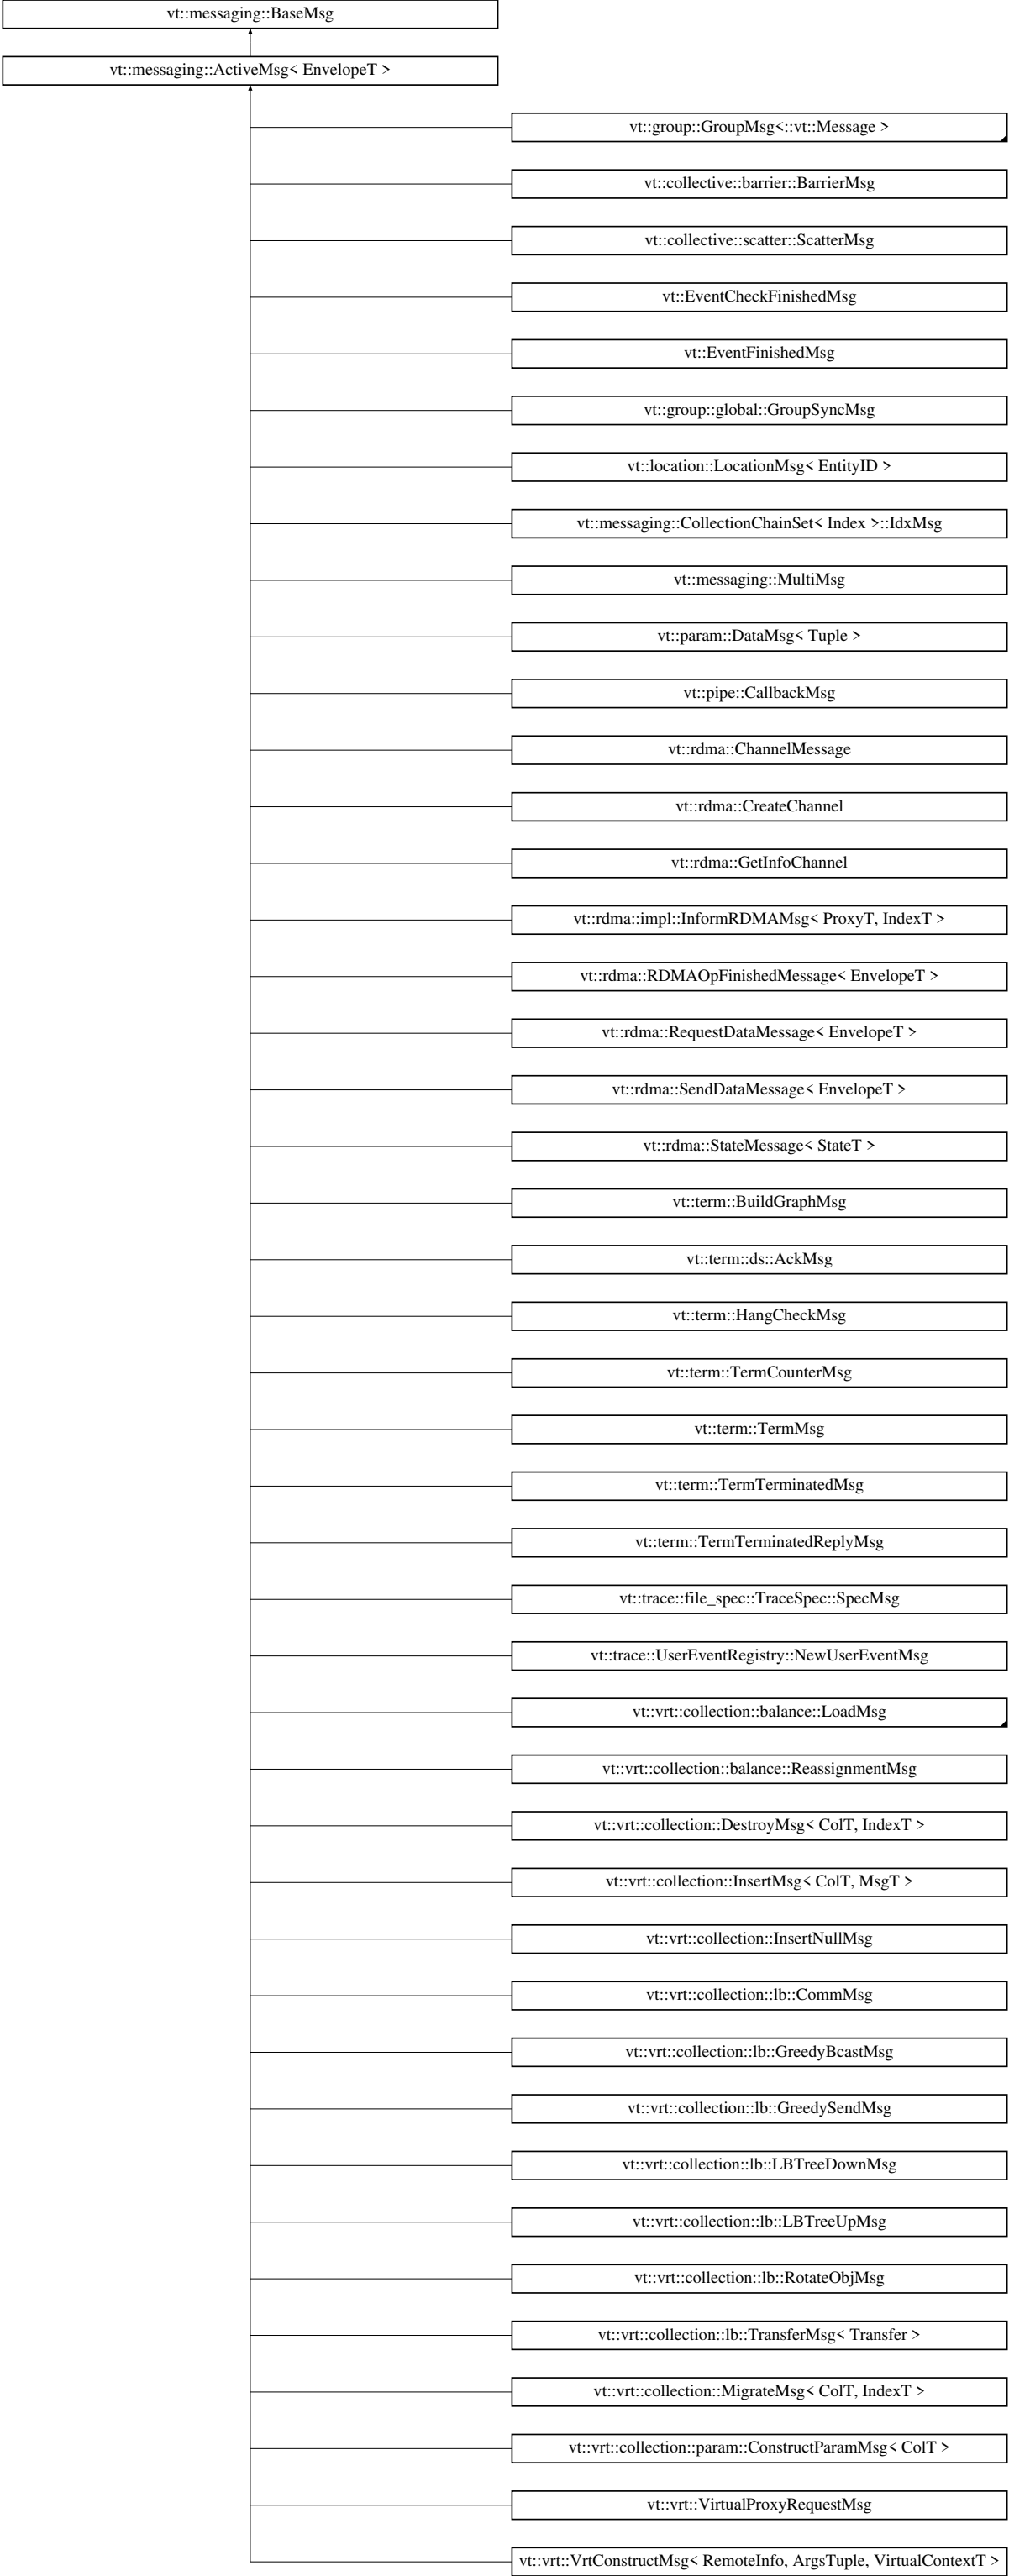 vt::messaging::BaseMsg
vt::messaging::ActiveMsg< EnvelopeT >
vt::group::GroupMsg<::vt::Message >
vt::collective::barrier::BarrierMsg
vt::collective::scatter::ScatterMsg
vt::EventCheckFinishedMsg
vt::EventFinishedMsg
vt::group::global::GroupSyncMsg
vt::location::LocationMsg< EntityID >
vt::messaging::CollectionChainSet< Index >::IdxMsg
vt::messaging::MultiMsg
vt::param::DataMsg< Tuple >
vt::pipe::CallbackMsg
vt::rdma::ChannelMessage
vt::rdma::CreateChannel
vt::rdma::GetInfoChannel
vt::rdma::impl::InformRDMAMsg< ProxyT, IndexT >
vt::rdma::RDMAOpFinishedMessage< EnvelopeT >
vt::rdma::RequestDataMessage< EnvelopeT >
vt::rdma::SendDataMessage< EnvelopeT >
vt::rdma::StateMessage< StateT >
vt::term::BuildGraphMsg
vt::term::ds::AckMsg
vt::term::HangCheckMsg
vt::term::TermCounterMsg
vt::term::TermMsg
vt::term::TermTerminatedMsg
vt::term::TermTerminatedReplyMsg
vt::trace::file_spec::TraceSpec::SpecMsg
vt::trace::UserEventRegistry::NewUserEventMsg
vt::vrt::collection::balance::LoadMsg
vt::vrt::collection::balance::ReassignmentMsg
vt::vrt::collection::DestroyMsg< ColT, IndexT >
vt::vrt::collection::InsertMsg< ColT, MsgT >
vt::vrt::collection::InsertNullMsg
vt::vrt::collection::lb::CommMsg
vt::vrt::collection::lb::GreedyBcastMsg
vt::vrt::collection::lb::GreedySendMsg
vt::vrt::collection::lb::LBTreeDownMsg
vt::vrt::collection::lb::LBTreeUpMsg
vt::vrt::collection::lb::RotateObjMsg
vt::vrt::collection::lb::TransferMsg< Transfer >
vt::vrt::collection::MigrateMsg< ColT, IndexT >
vt::vrt::collection::param::ConstructParamMsg< ColT >
vt::vrt::VirtualProxyRequestMsg
vt::vrt::VrtConstructMsg< RemoteInfo, ArgsTuple, VirtualContextT >